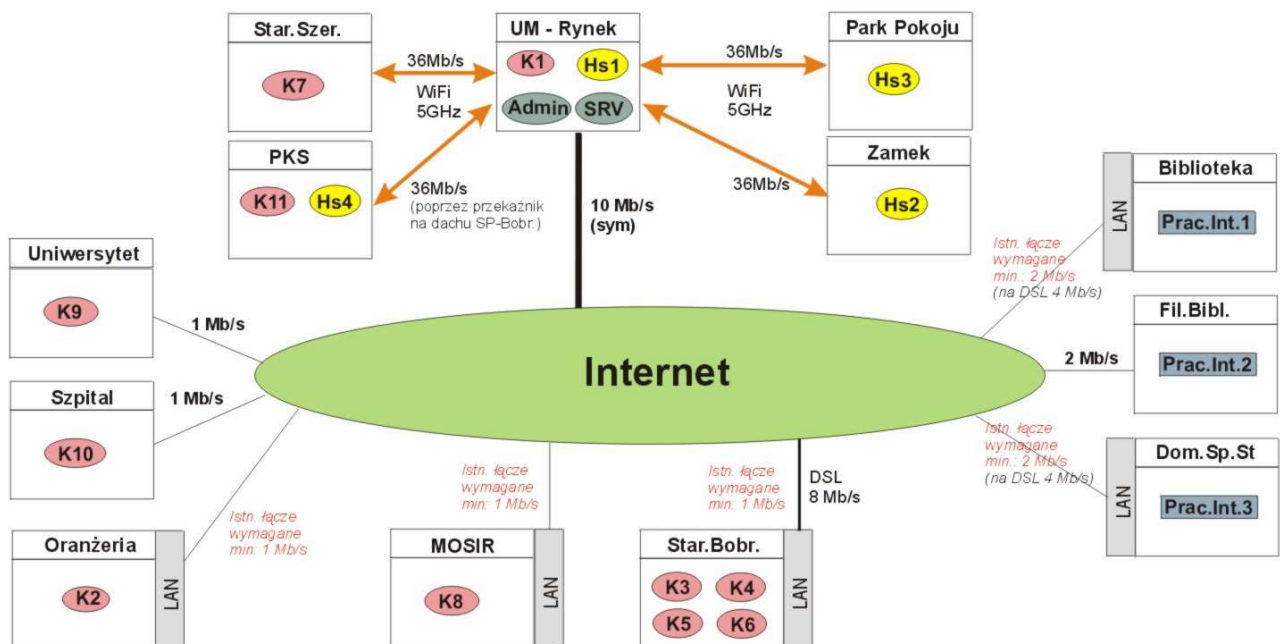 Star.Szer.
K7
36Mb/s
WiFi
5GHz
UM - Rynek
K1
Hs1
Admin
SRV
36Mb/s
WiFi
5GHz
Park Pokoju
Hs3
PKS
K11
Hs4
36Mb/s
(poprzez przekaźnik
na dachu SP-Bobr.)
10 Mb/s
(sym)
36Mb/s
Zamek
Hs2
Biblioteka
LAN
Prac.Int.1
Istn. łącze
wymagane
min.: 2 Mb/s
(na DSL 4 Mb/s)
Uniwersytet
K9
1 Mb/s
Fil.Bibl.
Prac.Int.2
2 Mb/s
Internet
Szpital
K10
1 Mb/s
Istn. łącze
wymagane
min.: 2 Mb/s
(na DSL 4 Mb/s)
Dom.Sp.St
LAN
Prac.Int.3
Oranżeria
K2
LAN
Istn. łącze
wymagane
min: 1 Mb/s
MOSIR
K8
LAN
Istn. łącze
wymagane
min.: 1 Mb/s
Star.Bobr.
K3
K4
K5
K6
LAN
Istn. łącze
wymagane
min.: 1 Mb/s
DSL
8 Mb/s